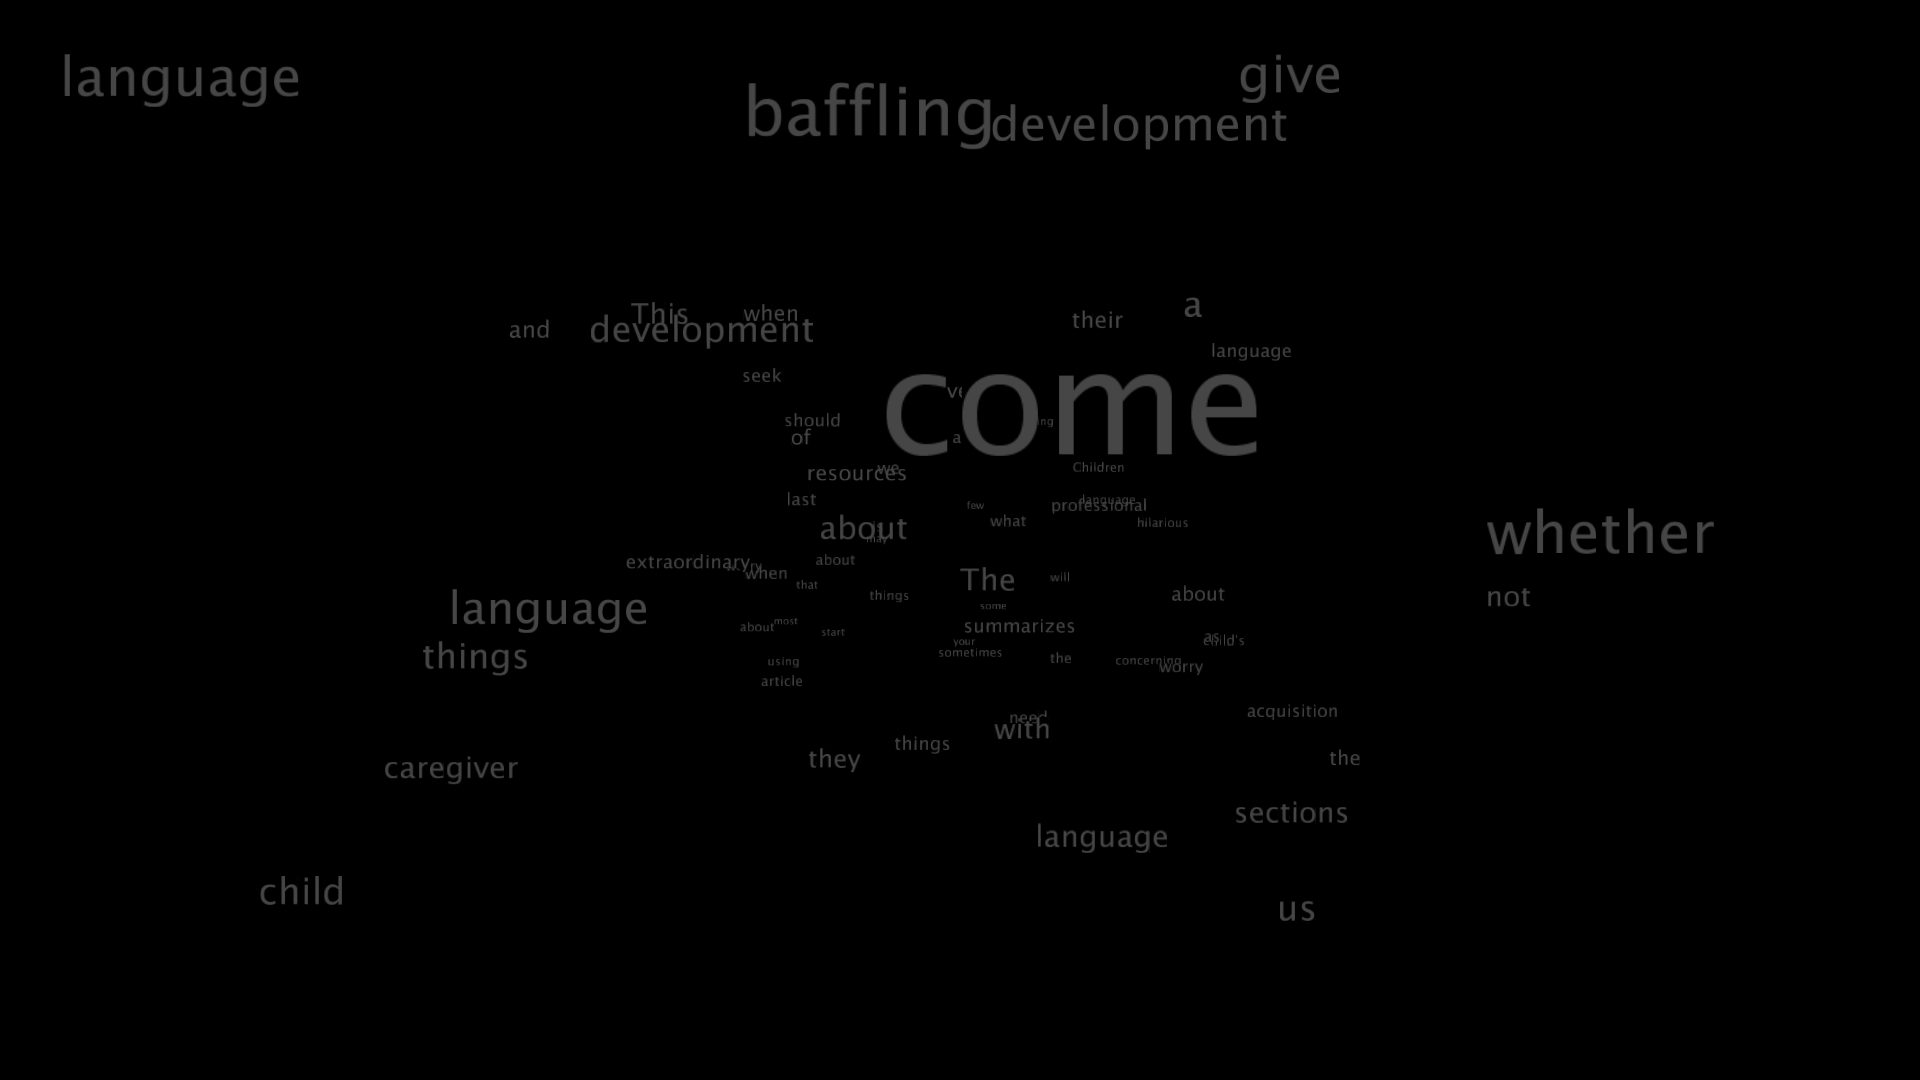 language
give
baffling
development
a
This
when
their
and
development
language
seek
come
should
of
we
Children
resources
last
language
few
professional
what
hilarious
about
is
whether
may
about
extraordinary
when
will
The
that
things
about
not
some
language
most
summarizes
about
start
as
your
child's
sometimes
things
the
using
concerning
worry
article
acquisition
need
with
things
they
the
caregiver
sections
language
child
us